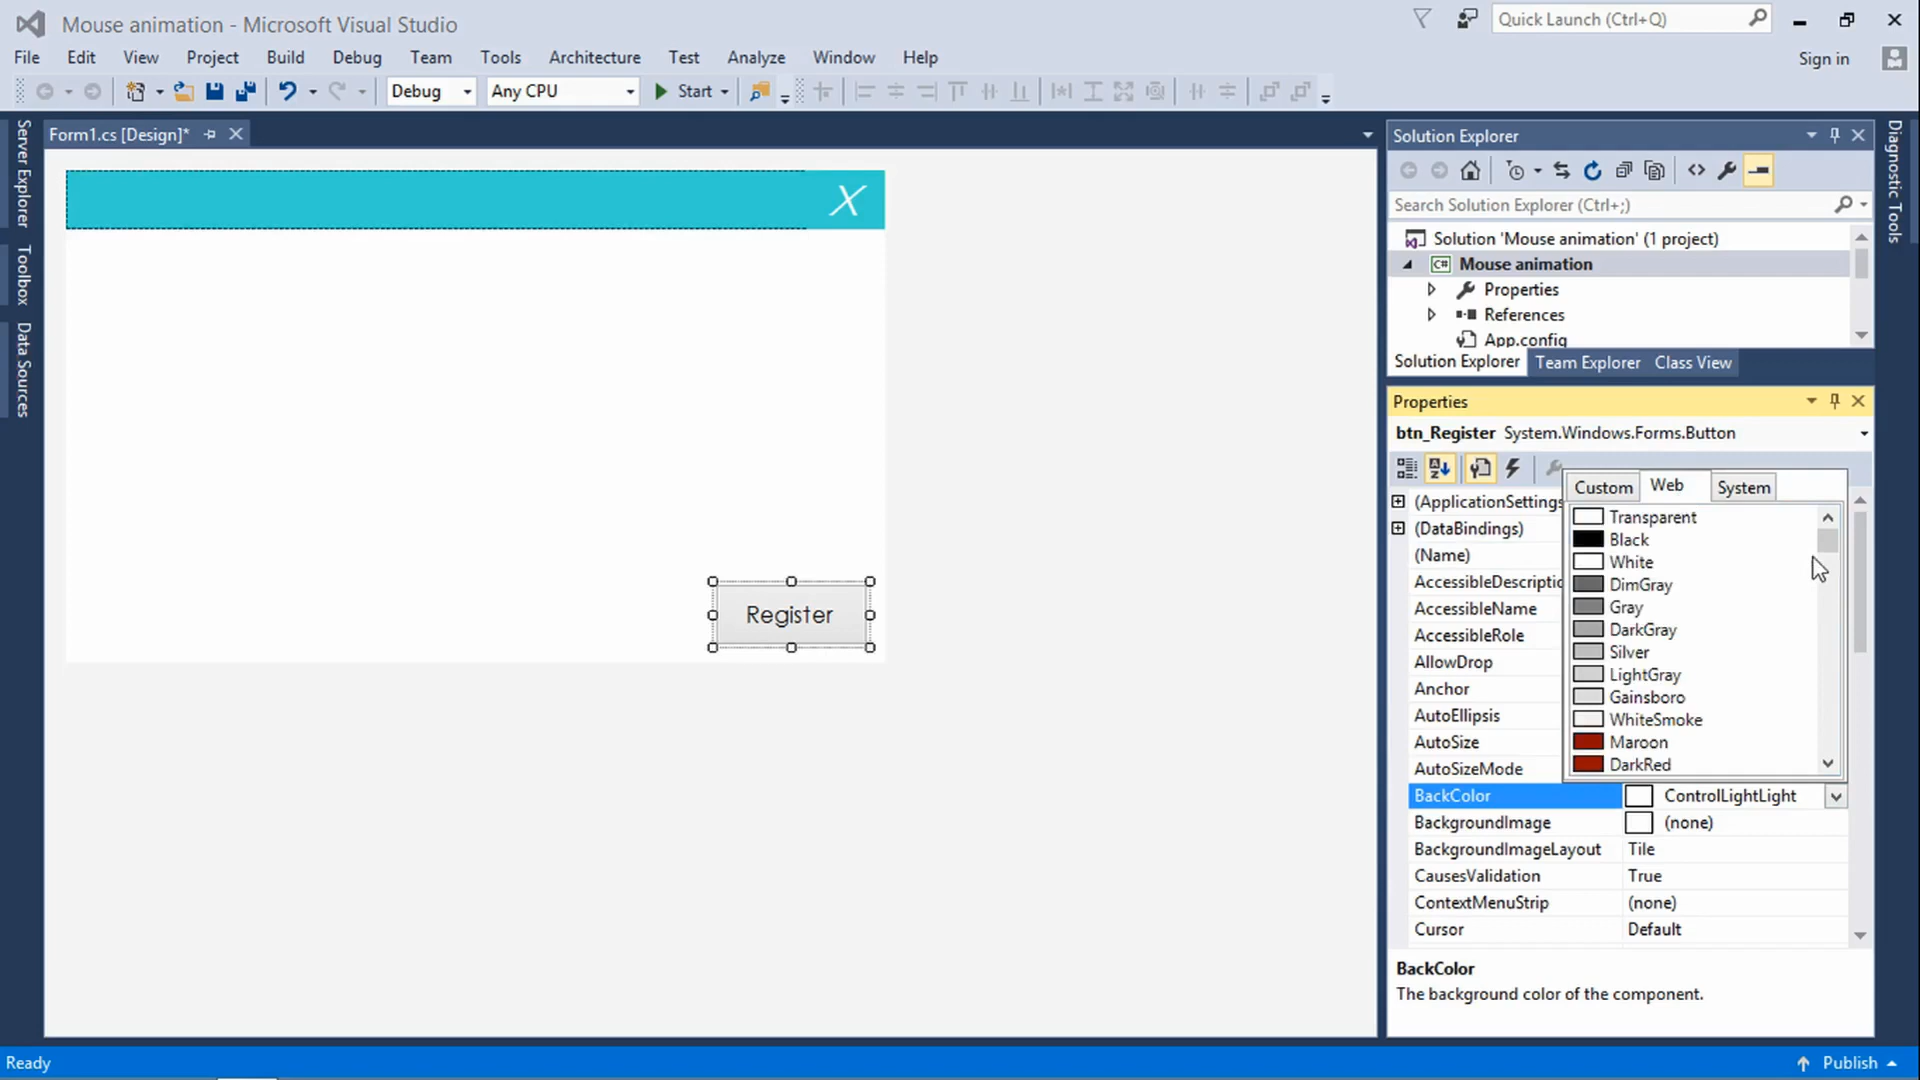 Mouse animation - Microsoft Visual Studio
Quick Launch (Ctrl+Q)
File Edit View Project Build Debug Team Tools Architecture Test Analyze Window Help
Sign in
Debug Any CPU Start
Server Explorer
Toolbox
Data Sources
Form1.cs [Design]*
X
Register
Solution Explorer
Search Solution Explorer (Ctrl+;)
Solution 'Mouse animation' (1 project)
C# Mouse animation
Properties
References
App.config
Solution Explorer Team Explorer Class View
Diagnostic Tools
Properties
btn_Register System.Windows.Forms.Button
Custom Web System
Transparent
Black
White
DimGray
Gray
DarkGray
Silver
LightGray
Gainsboro
WhiteSmoke
Maroon
DarkRed
(ApplicationSettings
(DataBindings)
(Name)
AccessibleDescriptio
AccessibleName
AccessibleRole
AllowDrop
Anchor
AutoEllipsis
AutoSize
AutoSizeMode
BackColor ControlLightLight
BackgroundImage (none)
BackgroundImageLayout Tile
CausesValidation True
ContextMenuStrip (none)
Cursor Default
BackColor
The background color of the component.
Ready
Publish